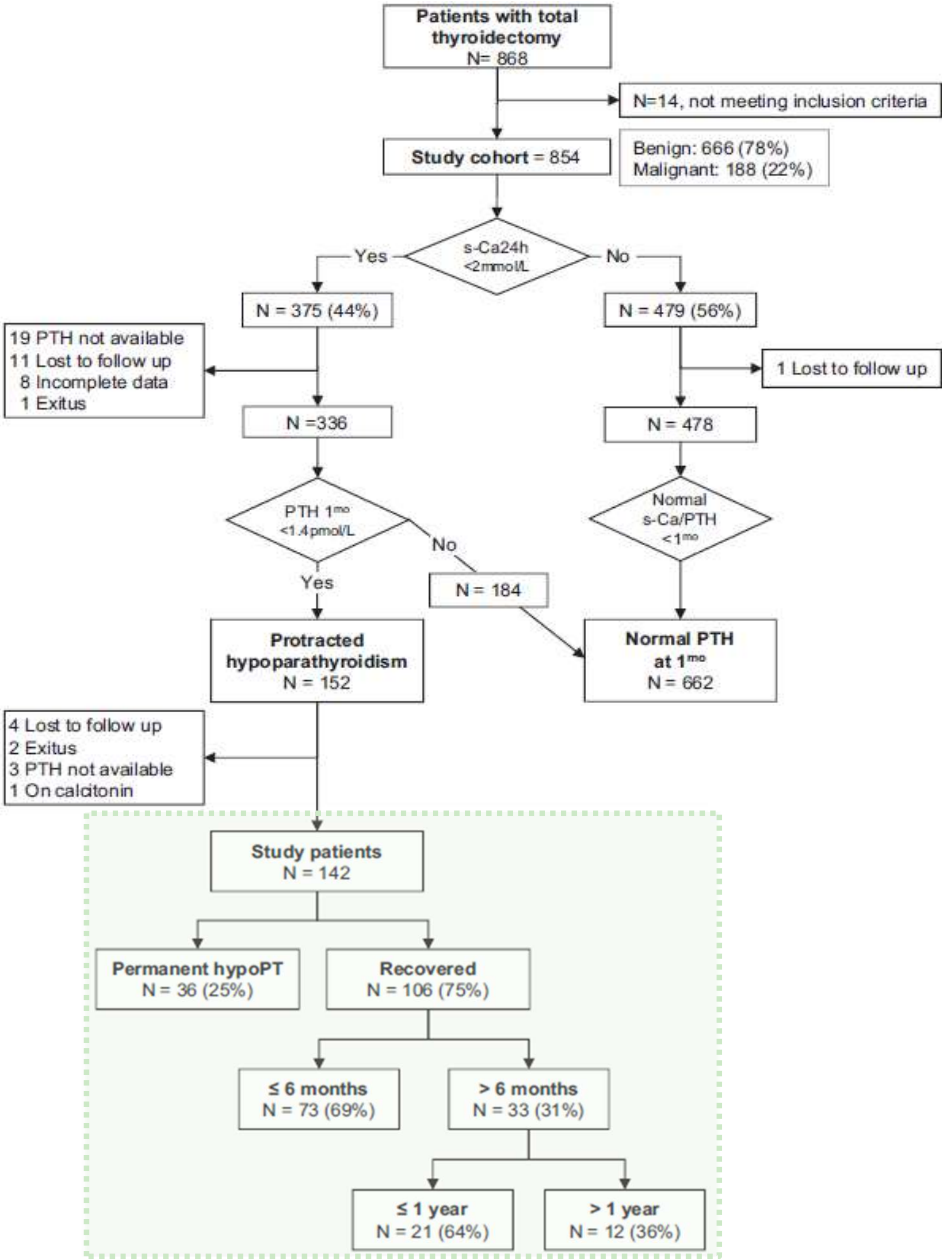 Patients with total
thyroidectomy
N= 868
N=14, not meeting inclusion criteria
Study cohort = 854
Benign: 666 (78%)
Malignant: 188 (22%)
s-Ca24h
<2mmol/L
Yes
No
N = 375 (44%)
N = 479 (56%)
19 PTH not available
11 Lost to follow up
8 Incomplete data
1 Exitus
1 Lost to follow up
N =336
N = 478
PTH 1ᵐᵒ
<1.4pmol/L
Normal
s-Ca/PTH
<1ᵐᵒ
No
Yes
N = 184
Protracted
hypoparathyroidism
N = 152
Normal PTH
at 1ᵐᵒ
N = 662
4 Lost to follow up
2 Exitus
3 PTH not available
1 On calcitonin
Study patients
N = 142
Permanent hypoPT
N = 36 (25%)
Recovered
N = 106 (75%)
≤ 6 months
N = 73 (69%)
> 6 months
N = 33 (31%)
≤ 1 year
N = 21 (64%)
> 1 year
N = 12 (36%)